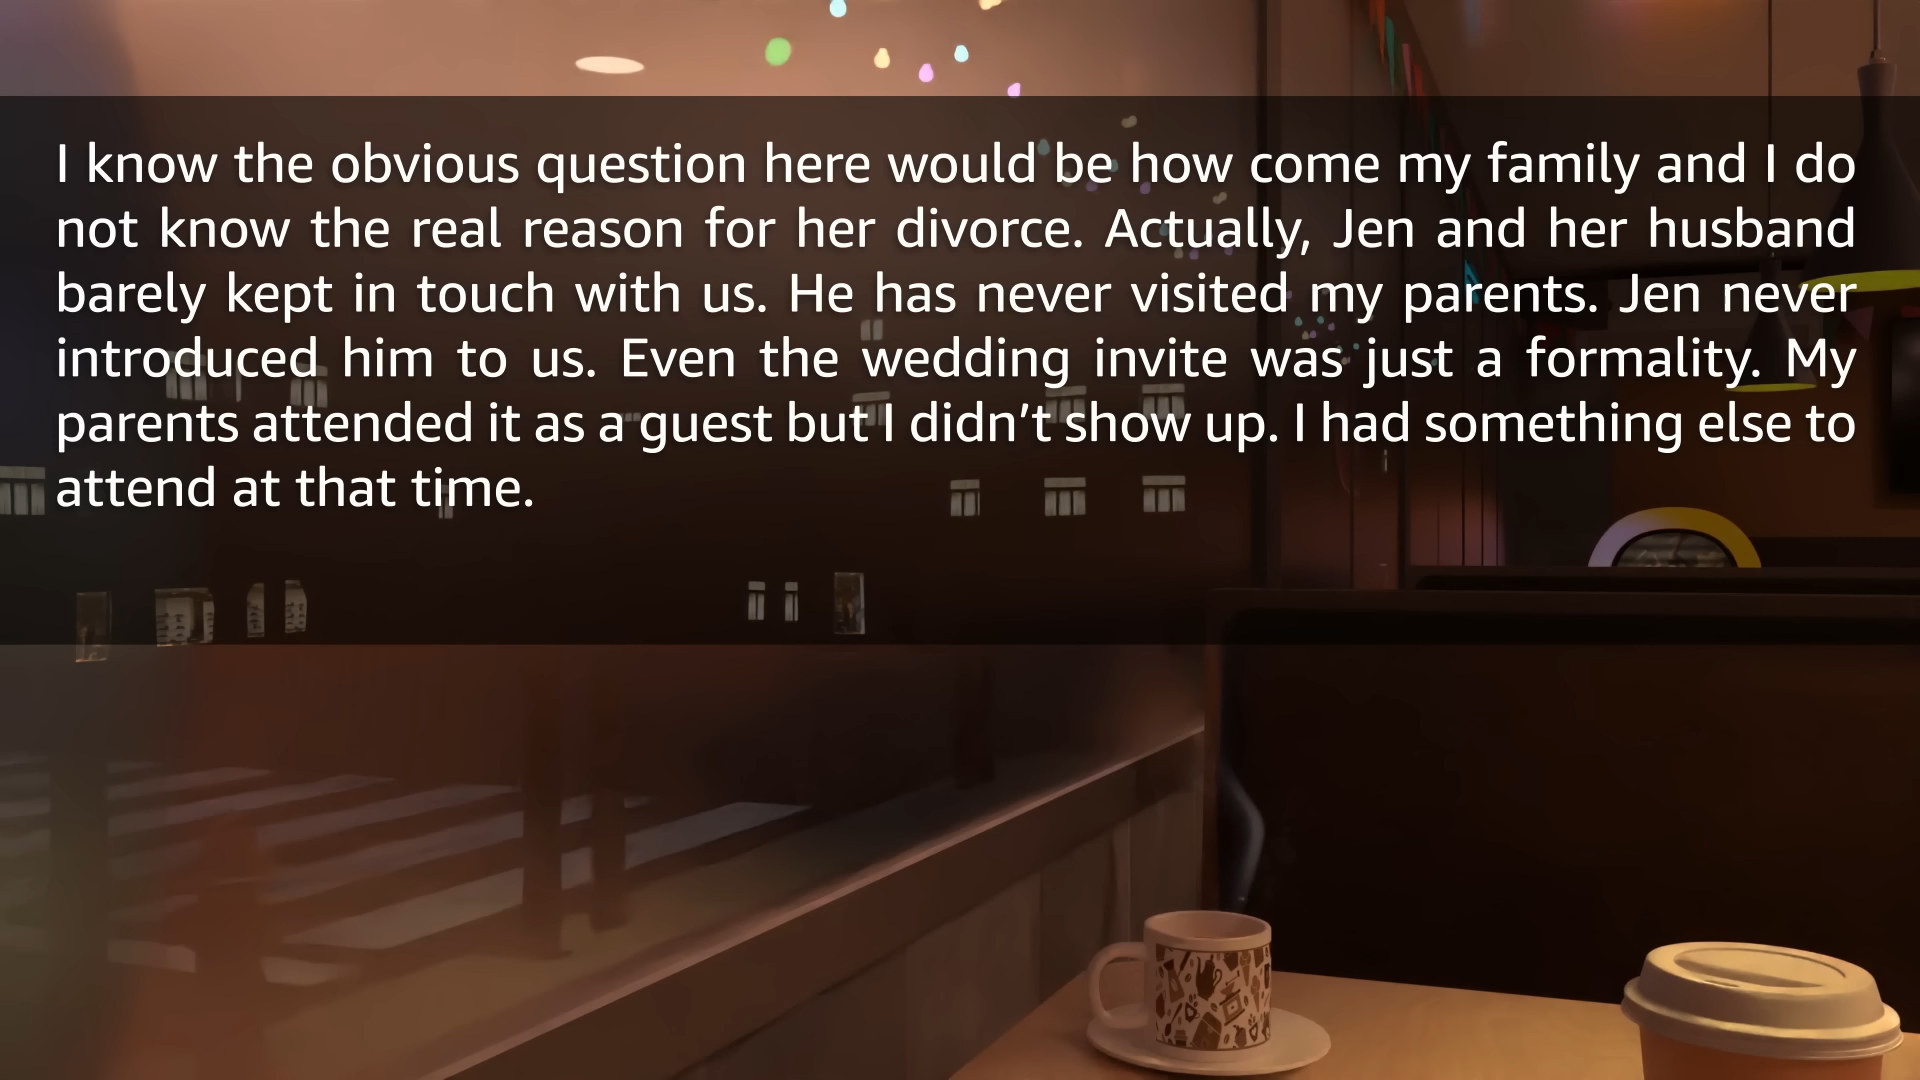 I know the obvious question here would be how come my family and I do
not know the real reason for her divorce. Actually, Jen and her husband
barely kept in touch with us. He has never visited my parents. Jen never
introduced him to us. Even the wedding invite was just a formality. My
parents attended it as a guest but I didn’t show up. I had something else to
attend at that time.